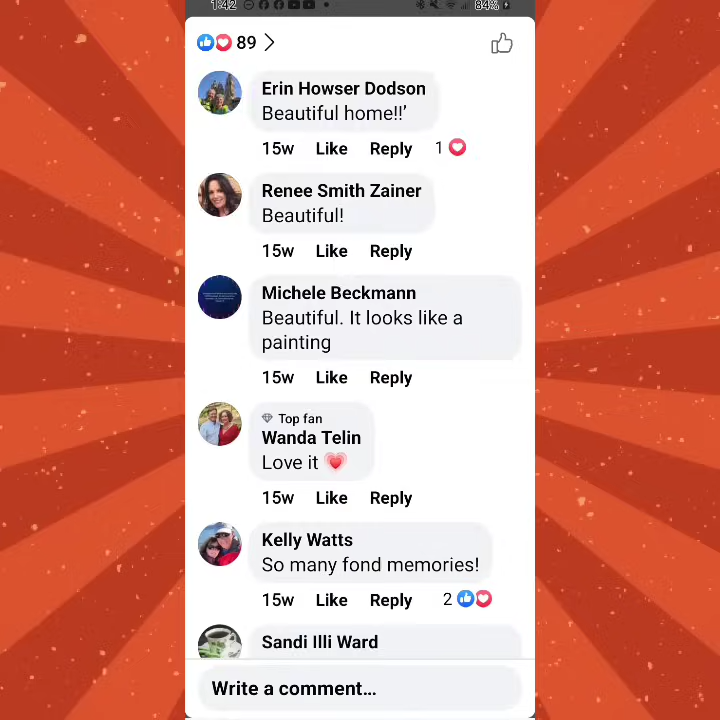 1:42
84%
89
Erin Howser Dodson
Beautiful home!!’
15w Like Reply 1
Renee Smith Zainer
Beautiful!
15w Like Reply
Michele Beckmann
Beautiful. It looks like a
painting
15w Like Reply
Top fan
Wanda Telin
Love it
15w Like Reply
Kelly Watts
So many fond memories!
15w Like Reply 2
Sandi Illi Ward
Write a comment...